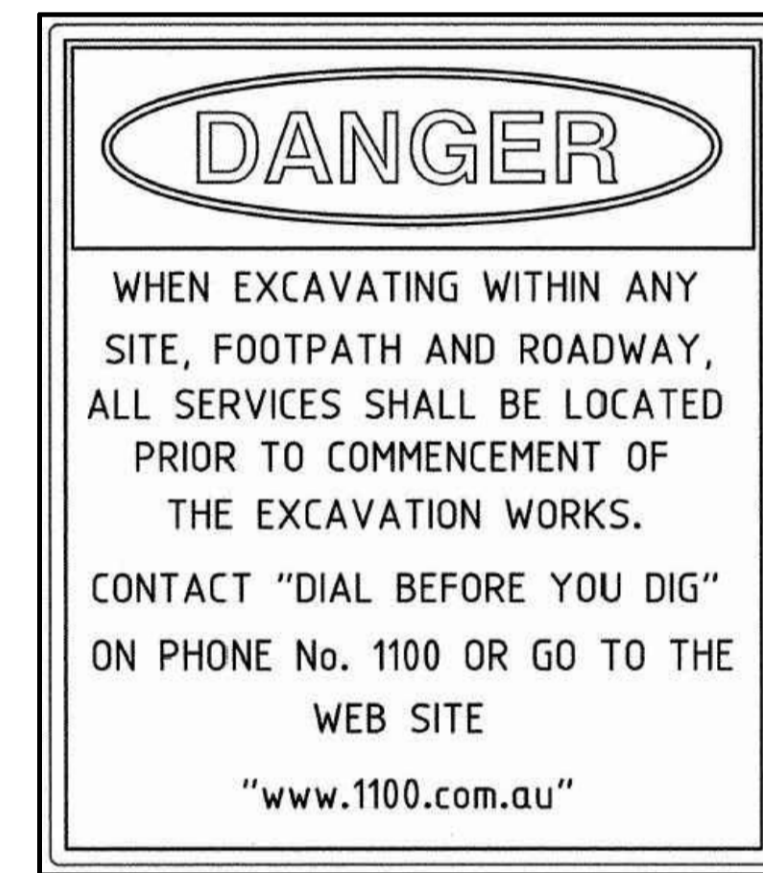 DANGER
WHEN EXCAVATING WITHIN ANY
SITE, FOOTPATH AND ROADWAY,
ALL SERVICES SHALL BE LOCATED
PRIOR TO COMMENCEMENT OF
THE EXCAVATION WORKS.
CONTACT "DIAL BEFORE YOU DIG"
ON PHONE No. 1100 OR GO TO THE
WEB SITE
"www.1100.com.au"